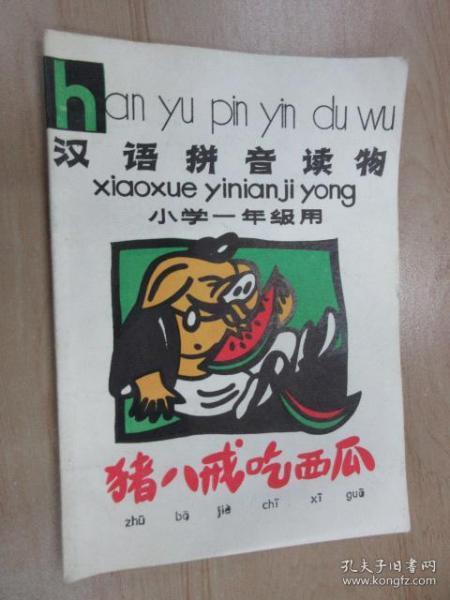 han yu pin yin du wu
汉语拼音读物
xiaoxue yinianji yong
小学一年级用
猪八戒吃西瓜
zhū bā jiè chī xī guā
孔夫子旧书网
www.kongfz.com